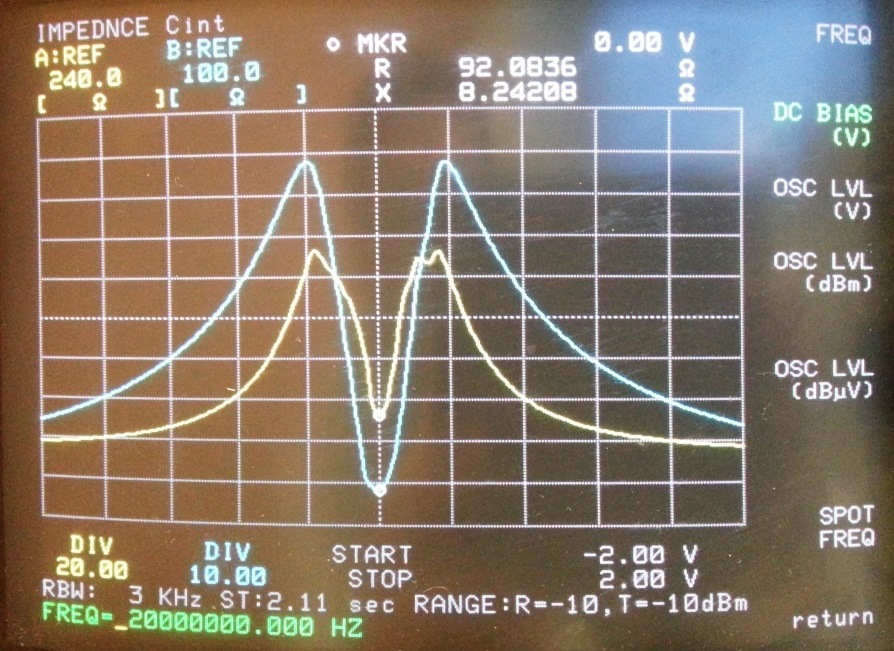 IMPEDNCE Cint
A:REF B:REF o MKR 0.00 V
240.0 100.0 R 92.0836 Ω
[ Ω ][ Ω ] X 8.24208 Ω
FREQ
DC BIAS
(V)
OSC LVL
(V)
OSC LVL
(dBm)
OSC LVL
(dBµV)
SPOT
FREQ
return
DIV DIV START -2.00 V
20.00 10.00 STOP 2.00 V
RBW: 3 KHz ST:2.11 sec RANGE:R=-10,T=-10dBm
FREQ=_20000000.000 HZ